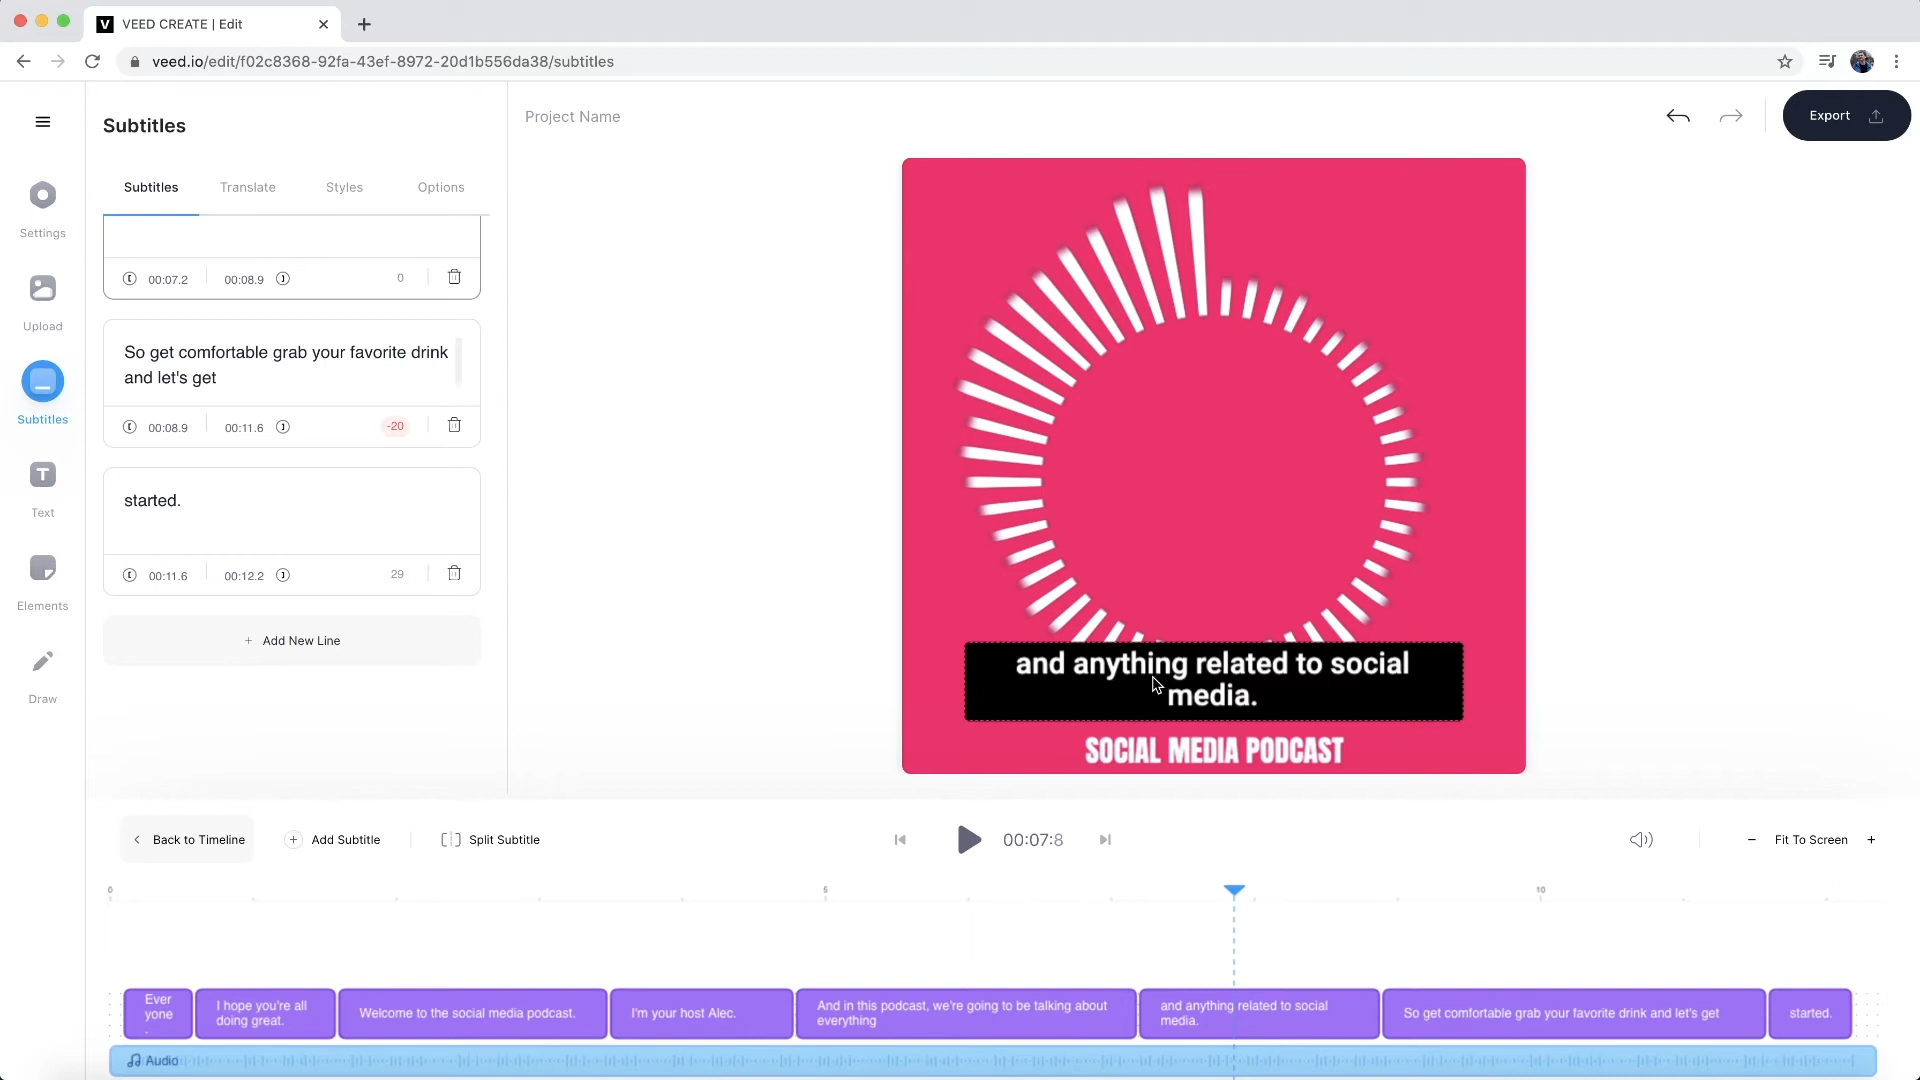 VEED CREATE | Edit
veed.io/edit/f02c8368-92fa-43ef-8972-20d1b556da38/subtitles
Subtitles
Project Name
Export
Subtitles
Translate
Styles
Options
Settings
Upload
Subtitles
Text
Elements
Draw
00:07.2
00:08.9
0
So get comfortable grab your favorite drink
and let's get
00:08.9
00:11.6
-20
started.
00:11.6
00:12.2
29
+ Add New Line
and anything related to social
media.
SOCIAL MEDIA PODCAST
Back to Timeline
Add Subtitle
Split Subtitle
00:07:8
Fit To Screen
0
5
10
Ever
yone
.
I hope you're all
doing great.
Welcome to the social media podcast.
I'm your host Alec.
And in this podcast, we're going to be talking about
everything
and anything related to social
media.
So get comfortable grab your favorite drink and let's get
started.
Audio